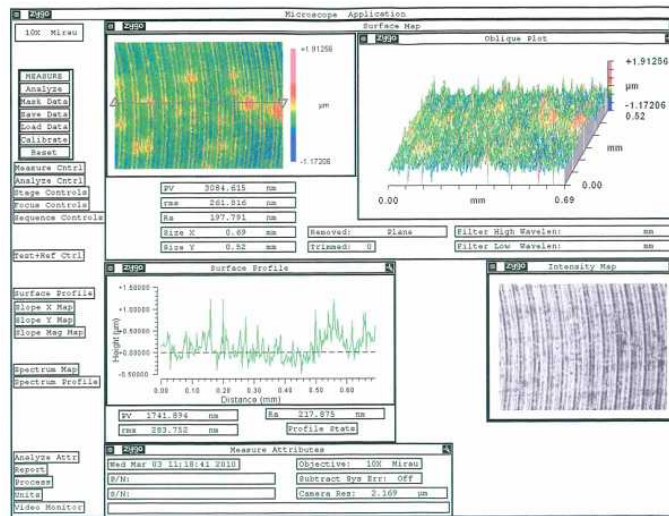 zygo Microscope Application
10X Mirau
MEASURE
Analyze
Mask Data
Save Data
Load Data
Calibrate
Reset
Measure Cntrl
Analyze Cntrl
Stage Controls
Focus Controls
Sequence Controls
Test+Ref Ctrl
Surface Profile
Slope X Map
Slope Y Map
Slope Mag Map
Spectrum Map
Spectrum Profile
Analyze Attr
Report
Process
Units
Video Monitor
zygo Surface Map
+1.91256
µm
-1.17206
zygo Oblique Plot
+1.91256
µm
-1.17206
0.52
mm
0.00
0.00 mm 0.69
PV 3084.615 nm
rms 261.816 nm
Ra 197.791 nm
Size X 0.69 mm
Size Y 0.52 mm
Removed: Plane
Trimmed: 0
Filter High Wavelen: mm
Filter Low Wavelen: mm
zygo Surface Profile
+1.50000
+1.00000
+0.50000
+0.00000
-0.50000
Height (µm)
0.00 0.10 0.20 0.30 0.40 0.50 0.60
Distance (mm)
PV 1741.894 nm
rms 283.752 nm
Ra 217.875 nm
Profile Stats
zygo Intensity Map
zygo Measure Attributes
Wed Mar 03 11:18:41 2010
P/N:
S/N:
Objective: 10X Mirau
Subtract Sys Err: Off
Camera Res: 2.169 µm